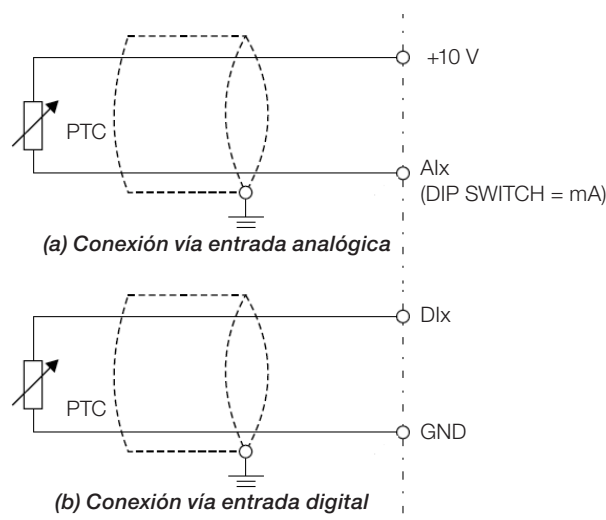 +10 V
PTC
AIx
(DIP SWITCH = mA)
(a) Conexión vía entrada analógica
DIx
PTC
GND
(b) Conexión vía entrada digital